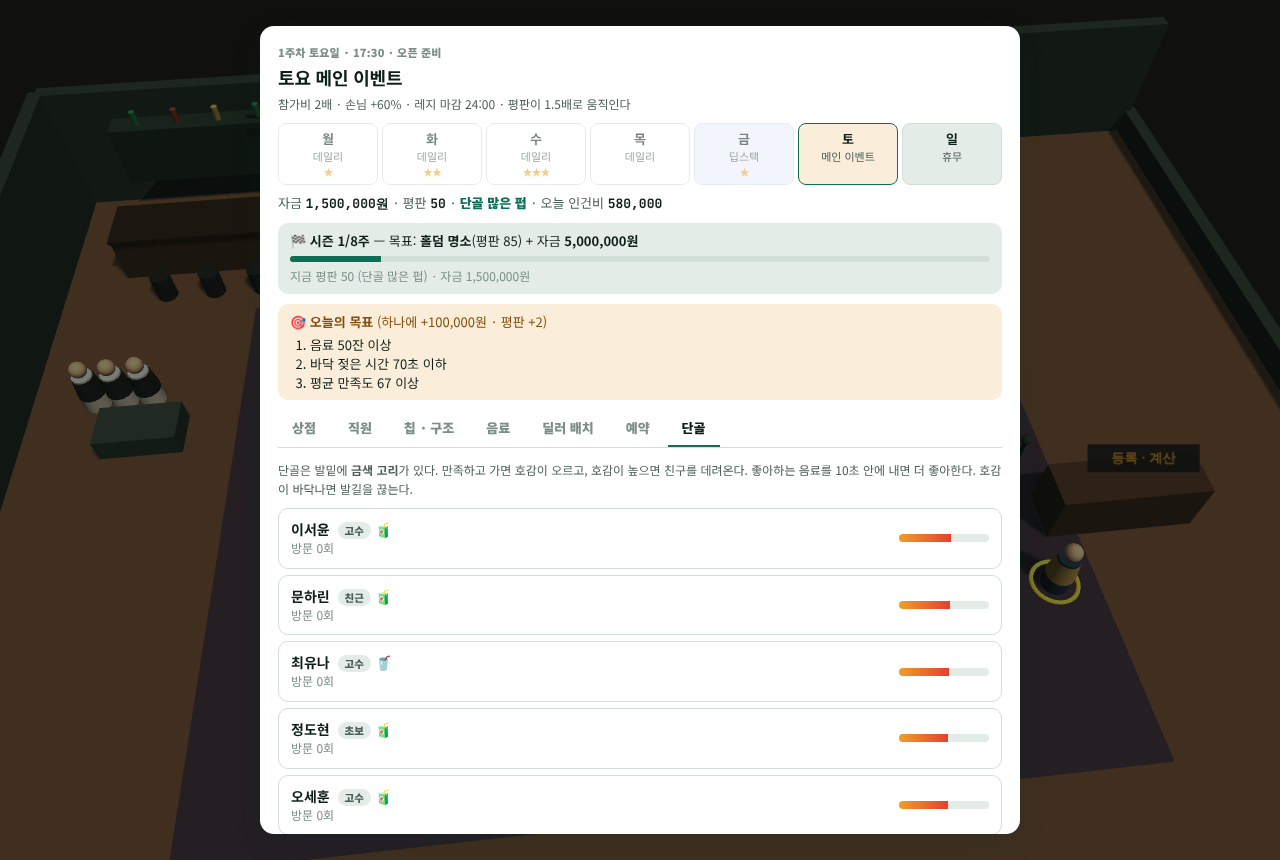 1주차 토요일 · 17:30 · 오픈 준비
토요 메인 이벤트
참가비 2배 · 손님 +60% · 레지 마감 24:00 · 평판이 1.5배로 움직인다
월 화 수 목 금 토 일
데일리 데일리 데일리 데일리 딥스택 메인 이벤트 휴무
★ ★★ ★★★ ★
자금 1,500,000원 · 평판 50 · 단골 많은 펍 · 오늘 인건비 580,000
🏁 시즌 1/8주 — 목표: 홀덤 명소(평판 85) + 자금 5,000,000원
지금 평판 50 (단골 많은 펍) · 자금 1,500,000원
🎯 오늘의 목표 (하나에 +100,000원 · 평판 +2)
1. 음료 50잔 이상
2. 바닥 젖은 시간 70초 이하
3. 평균 만족도 67 이상
상점 직원 칩 · 구조 음료 딜러 배치 예약 단골
단골은 발밑에 금색 고리가 있다. 만족하고 가면 호감이 오르고, 호감이 높으면 친구를 데려온다. 좋아하는 음료를 10초 안에 내면 더 좋아한다. 호감
이 바닥나면 발길을 끊는다.
이서윤 고수
방문 0회
문하린 친근
방문 0회
최유나 고수
방문 0회
정도현 초보
방문 0회
오세훈 고수
방문 0회
등록 · 계산